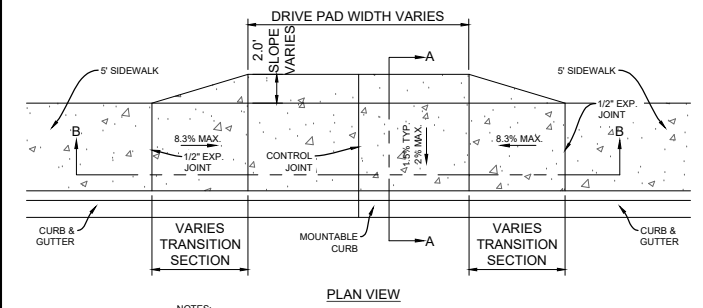 DRIVE PAD WIDTH VARIES
2.0'
SLOPE
VARIES
A
5' SIDEWALK
5' SIDEWALK
1/2" EXP.
JOINT
B
B
8.3% MAX.
1/2" EXP.
JOINT
CONTROL
JOINT
1.5% TYP.
2% MAX.
8.3% MAX.
CURB &
GUTTER
VARIES
TRANSITION
SECTION
MOUNTABLE
CURB
A
VARIES
TRANSITION
SECTION
CURB &
GUTTER
PLAN VIEW
NOTES: